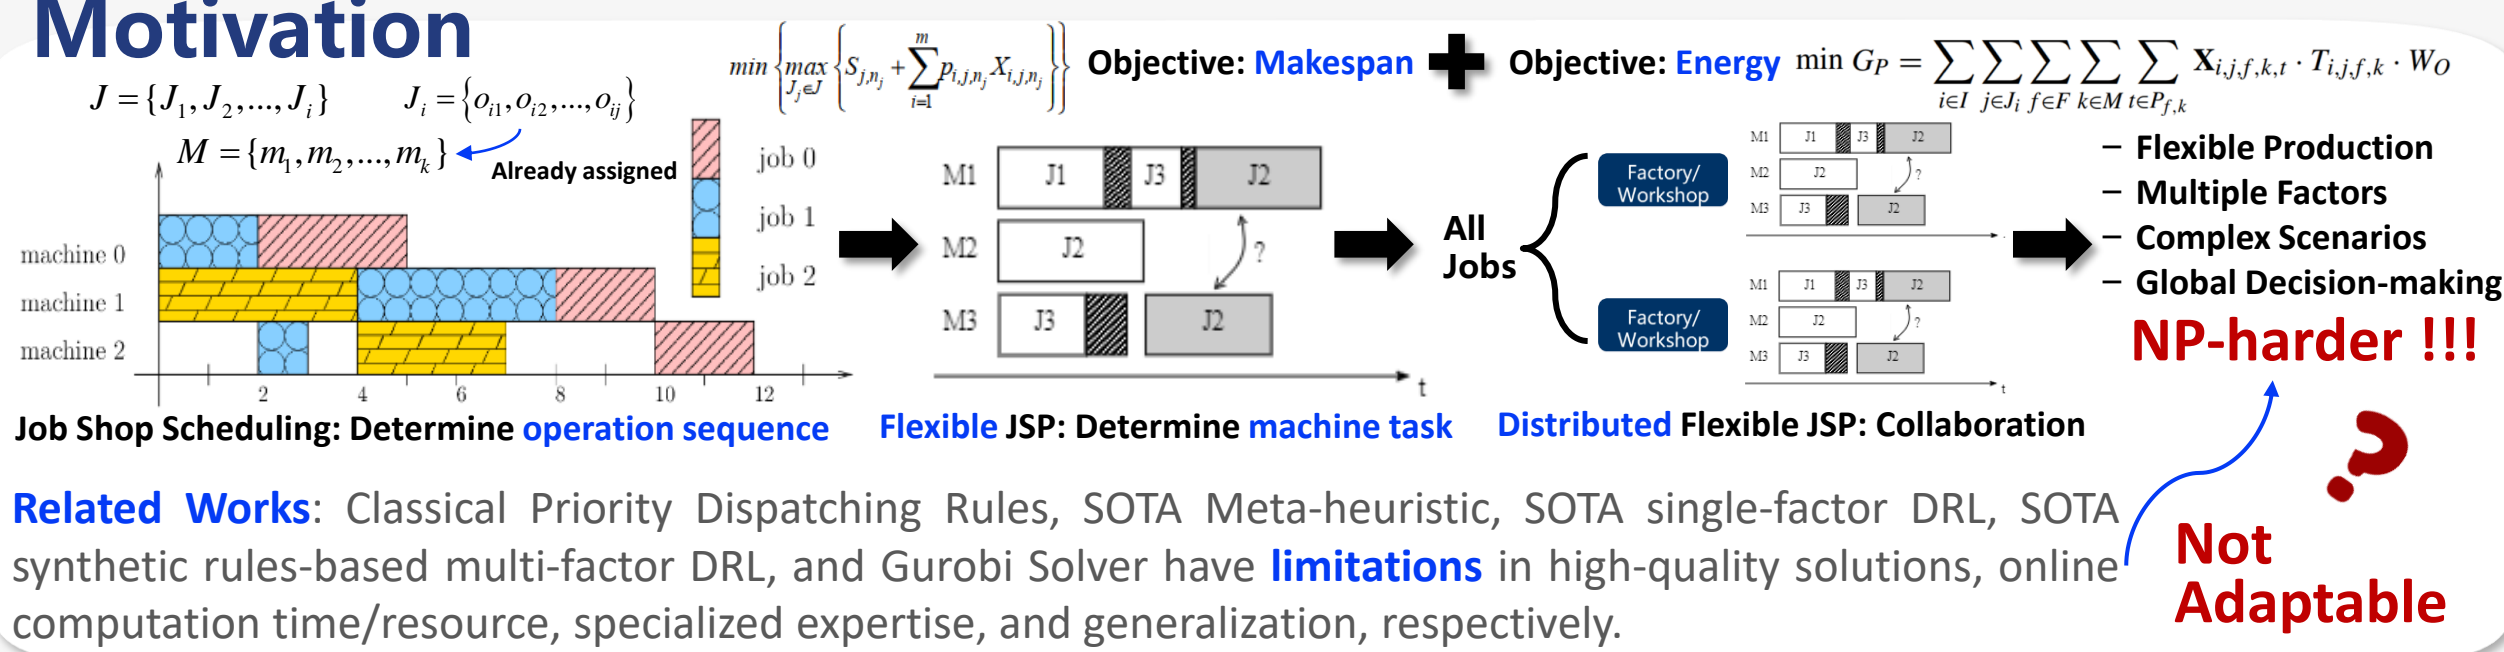 Motivation
J = {J_1, J_2, ..., J_i}
J_i = {o_{i1}, o_{i2}, ..., o_{ij}}
M = {m_1, m_2, ..., m_k}
Already assigned
min { max_{J_j∈J} { S_{j,n_j} + ∑_{i=1}^{m} p_{i,j,n_j} X_{i,j,n_j} } }
Objective: Makespan
Objective: Energy
min G_P = ∑_{i∈I} ∑_{j∈J_i} ∑_{f∈F} ∑_{k∈M} ∑_{t∈P_{f,k}} X_{i,j,f,k,t} · T_{i,j,f,k} · W_O
job 0
job 1
job 2
machine 0
machine 1
machine 2
2 4 6 8 10 12
Job Shop Scheduling: Determine operation sequence
M1 J1 J3 J2
M2 J2 ?
M3 J3 J2
t
Flexible JSP: Determine machine task
All
Jobs
Factory/
Workshop
Factory/
Workshop
M1 J1 J3 J2
M2 J2 ?
M3 J3 J2
M1 J1 J3 J2
M2 J2 ?
M3 J3 J2
t
Distributed Flexible JSP: Collaboration
– Flexible Production
– Multiple Factors
– Complex Scenarios
– Global Decision-making
NP-harder !!!
?
Not
Adaptable
Related Works: Classical Priority Dispatching Rules, SOTA Meta-heuristic, SOTA single-factor DRL, SOTA
synthetic rules-based multi-factor DRL, and Gurobi Solver have limitations in high-quality solutions, online
computation time/resource, specialized expertise, and generalization, respectively.